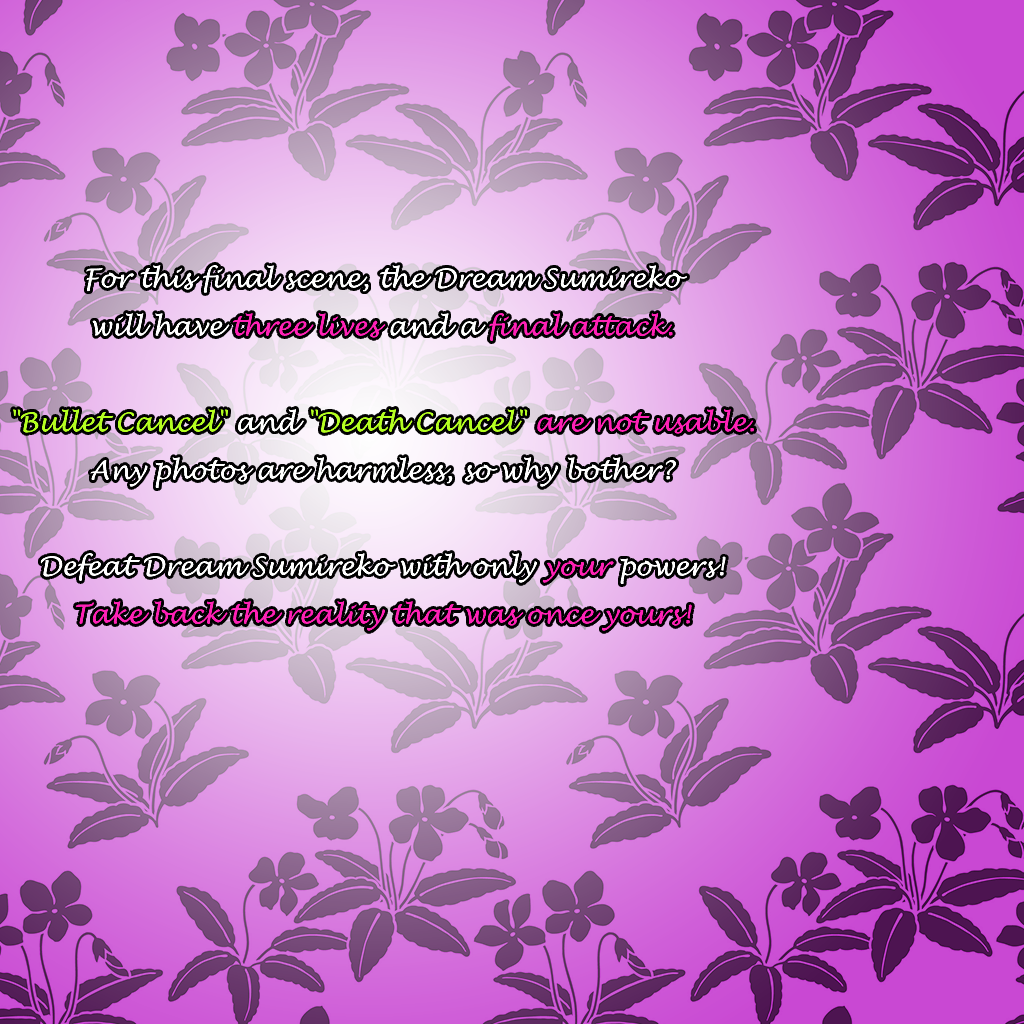 For this final scene, the Dream Sumireko
will have three lives and a final attack.
"Bullet Cancel" and "Death Cancel" are not usable.
Any photos are harmless, so why bother?
Defeat Dream Sumireko with only your powers!
Take back the reality that was once yours!